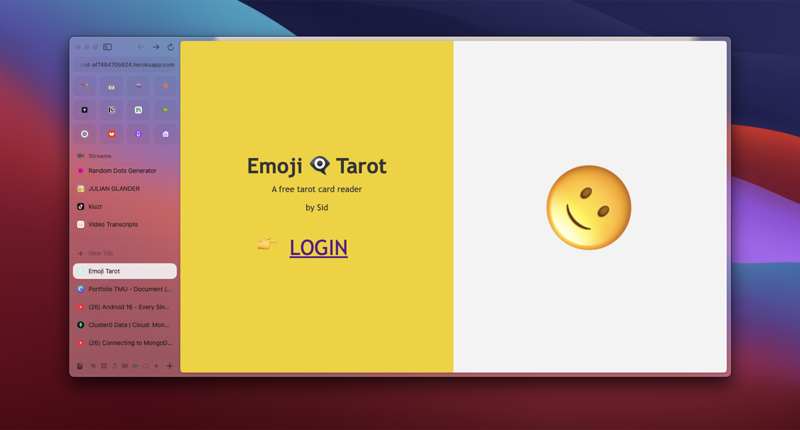 st-af748470b924.herokuapp.com
Streams
Random Dots Generator
JULIAN GLANDER
kiuzt
Video Transcripts
New Tab
Emoji Tarot
Portfolio TMU – Document (...
(26) Android 16 – Every Sin...
Cluster0 Data | Cloud: Mon...
(26) Connecting to MongoD...
Emoji Tarot
A free tarot card reader
by Sid
LOGIN